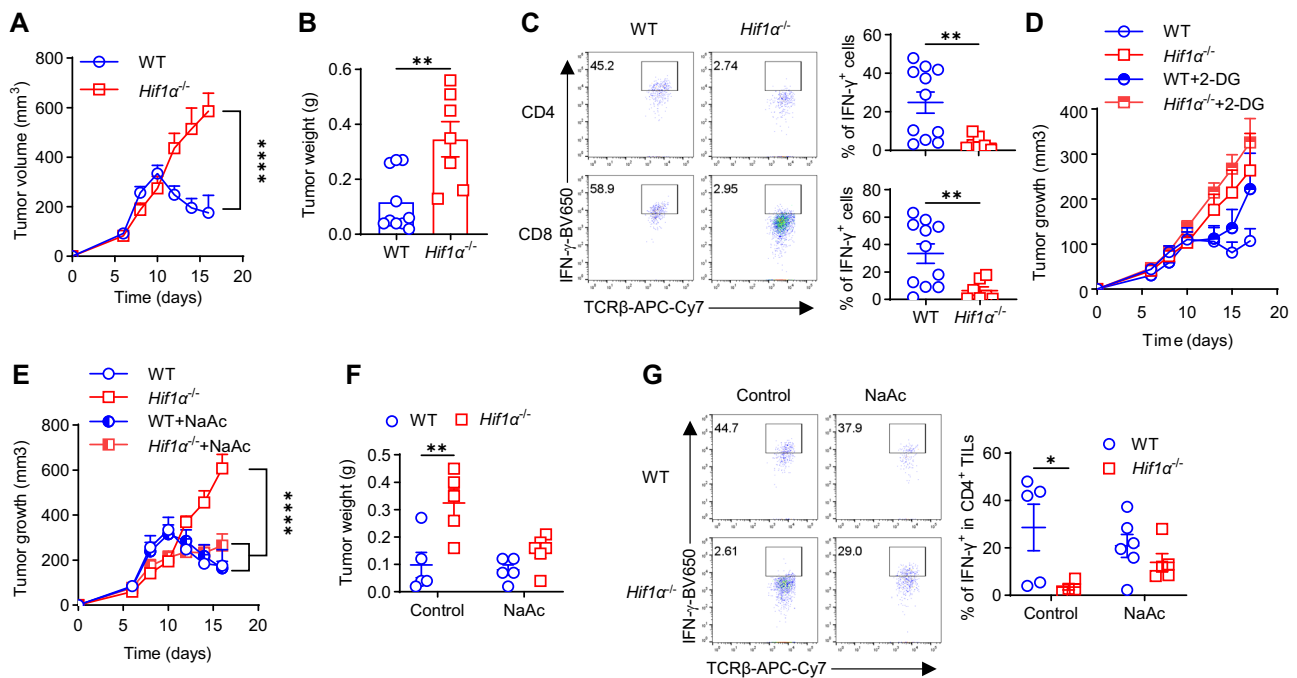 A
WT
Hif1α-/-
Tumor volume (mm3)
800
600
400
200
0
0 5 10 15 20
Time (days)
****
B
**
Tumor weight (g)
0.6
0.4
0.2
0.0
WT Hif1α-/-
C
WT Hif1α-/-
CD4
45.2 2.74
CD8
58.9 2.95
IFN-γ-BV650
TCRβ-APC-Cy7
**
% of IFN-γ+ cells
60
40
20
0
**
% of IFN-γ+ cells
80
60
40
20
0
WT Hif1α-/-
D
WT
Hif1α-/-
WT+2-DG
Hif1α-/-+2-DG
Tumor growth (mm3)
400
300
200
100
0
0 5 10 15 20
Time (days)
E
WT
Hif1α-/-
WT+NaAc
Hif1α-/-+NaAc
Tumor growth (mm3)
800
600
400
200
0
0 5 10 15 20
Time (days)
****
F
WT Hif1α-/-
**
Tumor weight (g)
0.5
0.4
0.3
0.2
0.1
0.0
Control NaAc
G
Control NaAc
WT
44.7 37.9
Hif1α-/-
2.61 29.0
IFN-γ-BV650
TCRβ-APC-Cy7
WT
Hif1α-/-
*
% of IFN-γ+ in CD4+ TILs
60
40
20
0
Control NaAc